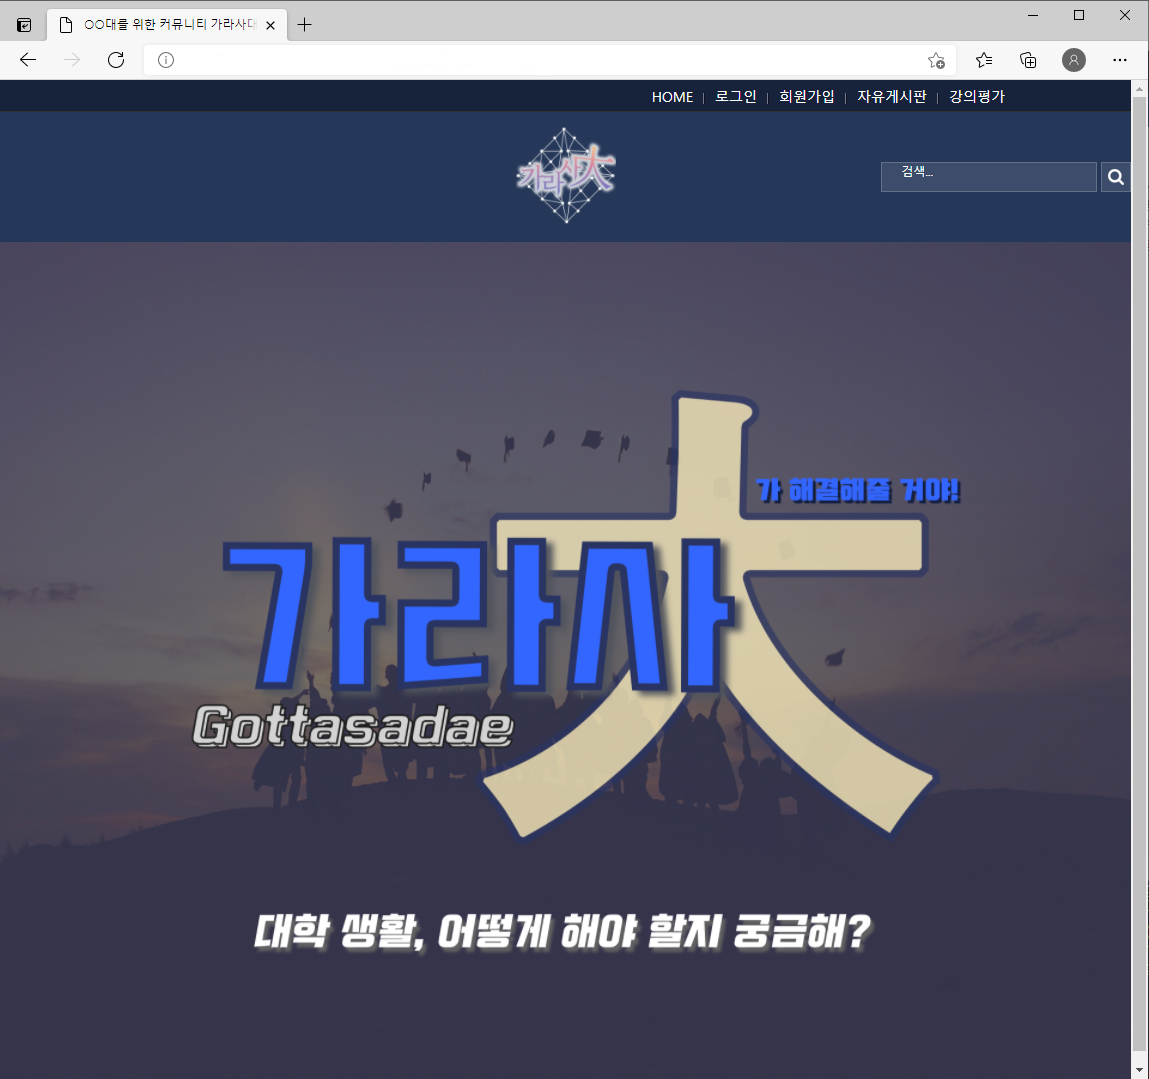 ○○대를 위한 커뮤니티 가라사대
HOME | 로그인 | 회원가입 | 자유게시판 | 강의평가
가라사大
검색...
가 해결해줄 거야!
가라사大
Gottasadae
대학 생활, 어떻게 해야 할지 궁금해?